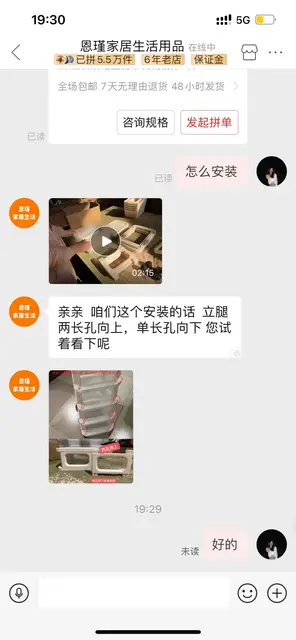 19:30
5G
恩瑾家居生活用品 在线中
已拼5.5万件 6年老店 保证金
全场包邮 7天无理由退货 48小时发货
咨询规格
发起拼单
已读
已读
怎么安装
恩瑾
家居生活
02:15
恩瑾
家居生活
亲亲 咱们这个安装的话 立腿
两长孔向上，单长孔向下 您试
着看下呢
恩瑾
家居生活
19:29
未读
好的